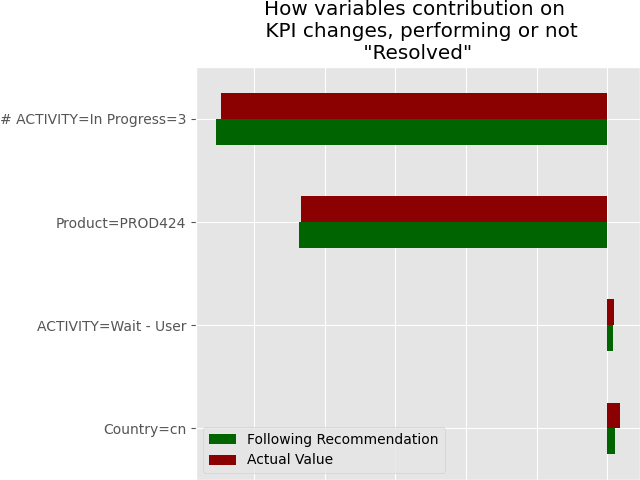 How variables contribution on
KPI changes, performing or not
"Resolved"
# ACTIVITY=In Progress=3
Product=PROD424
ACTIVITY=Wait - User
Country=cn
Following Recommendation
Actual Value